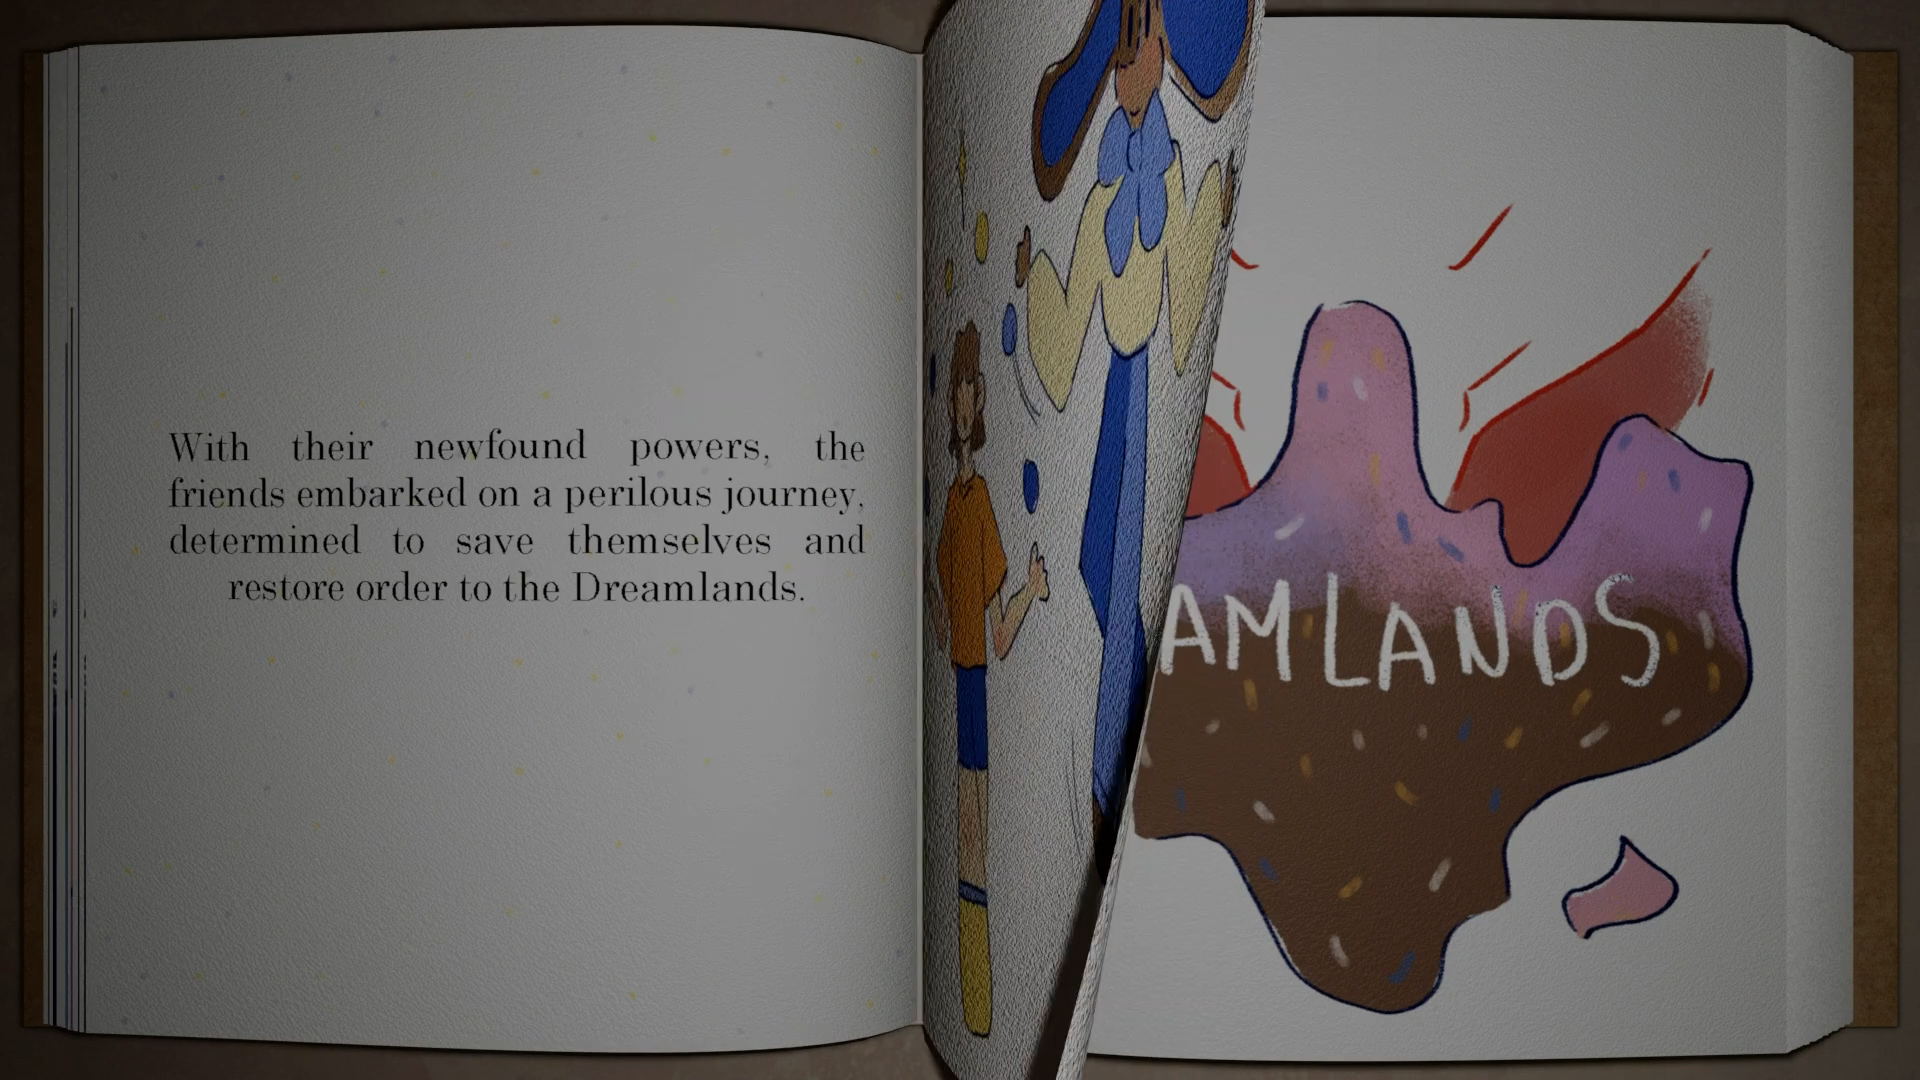 With their newfound powers, the
friends embarked on a perilous journey,
determined to save themselves and
restore order to the Dreamlands.
AMLANDS